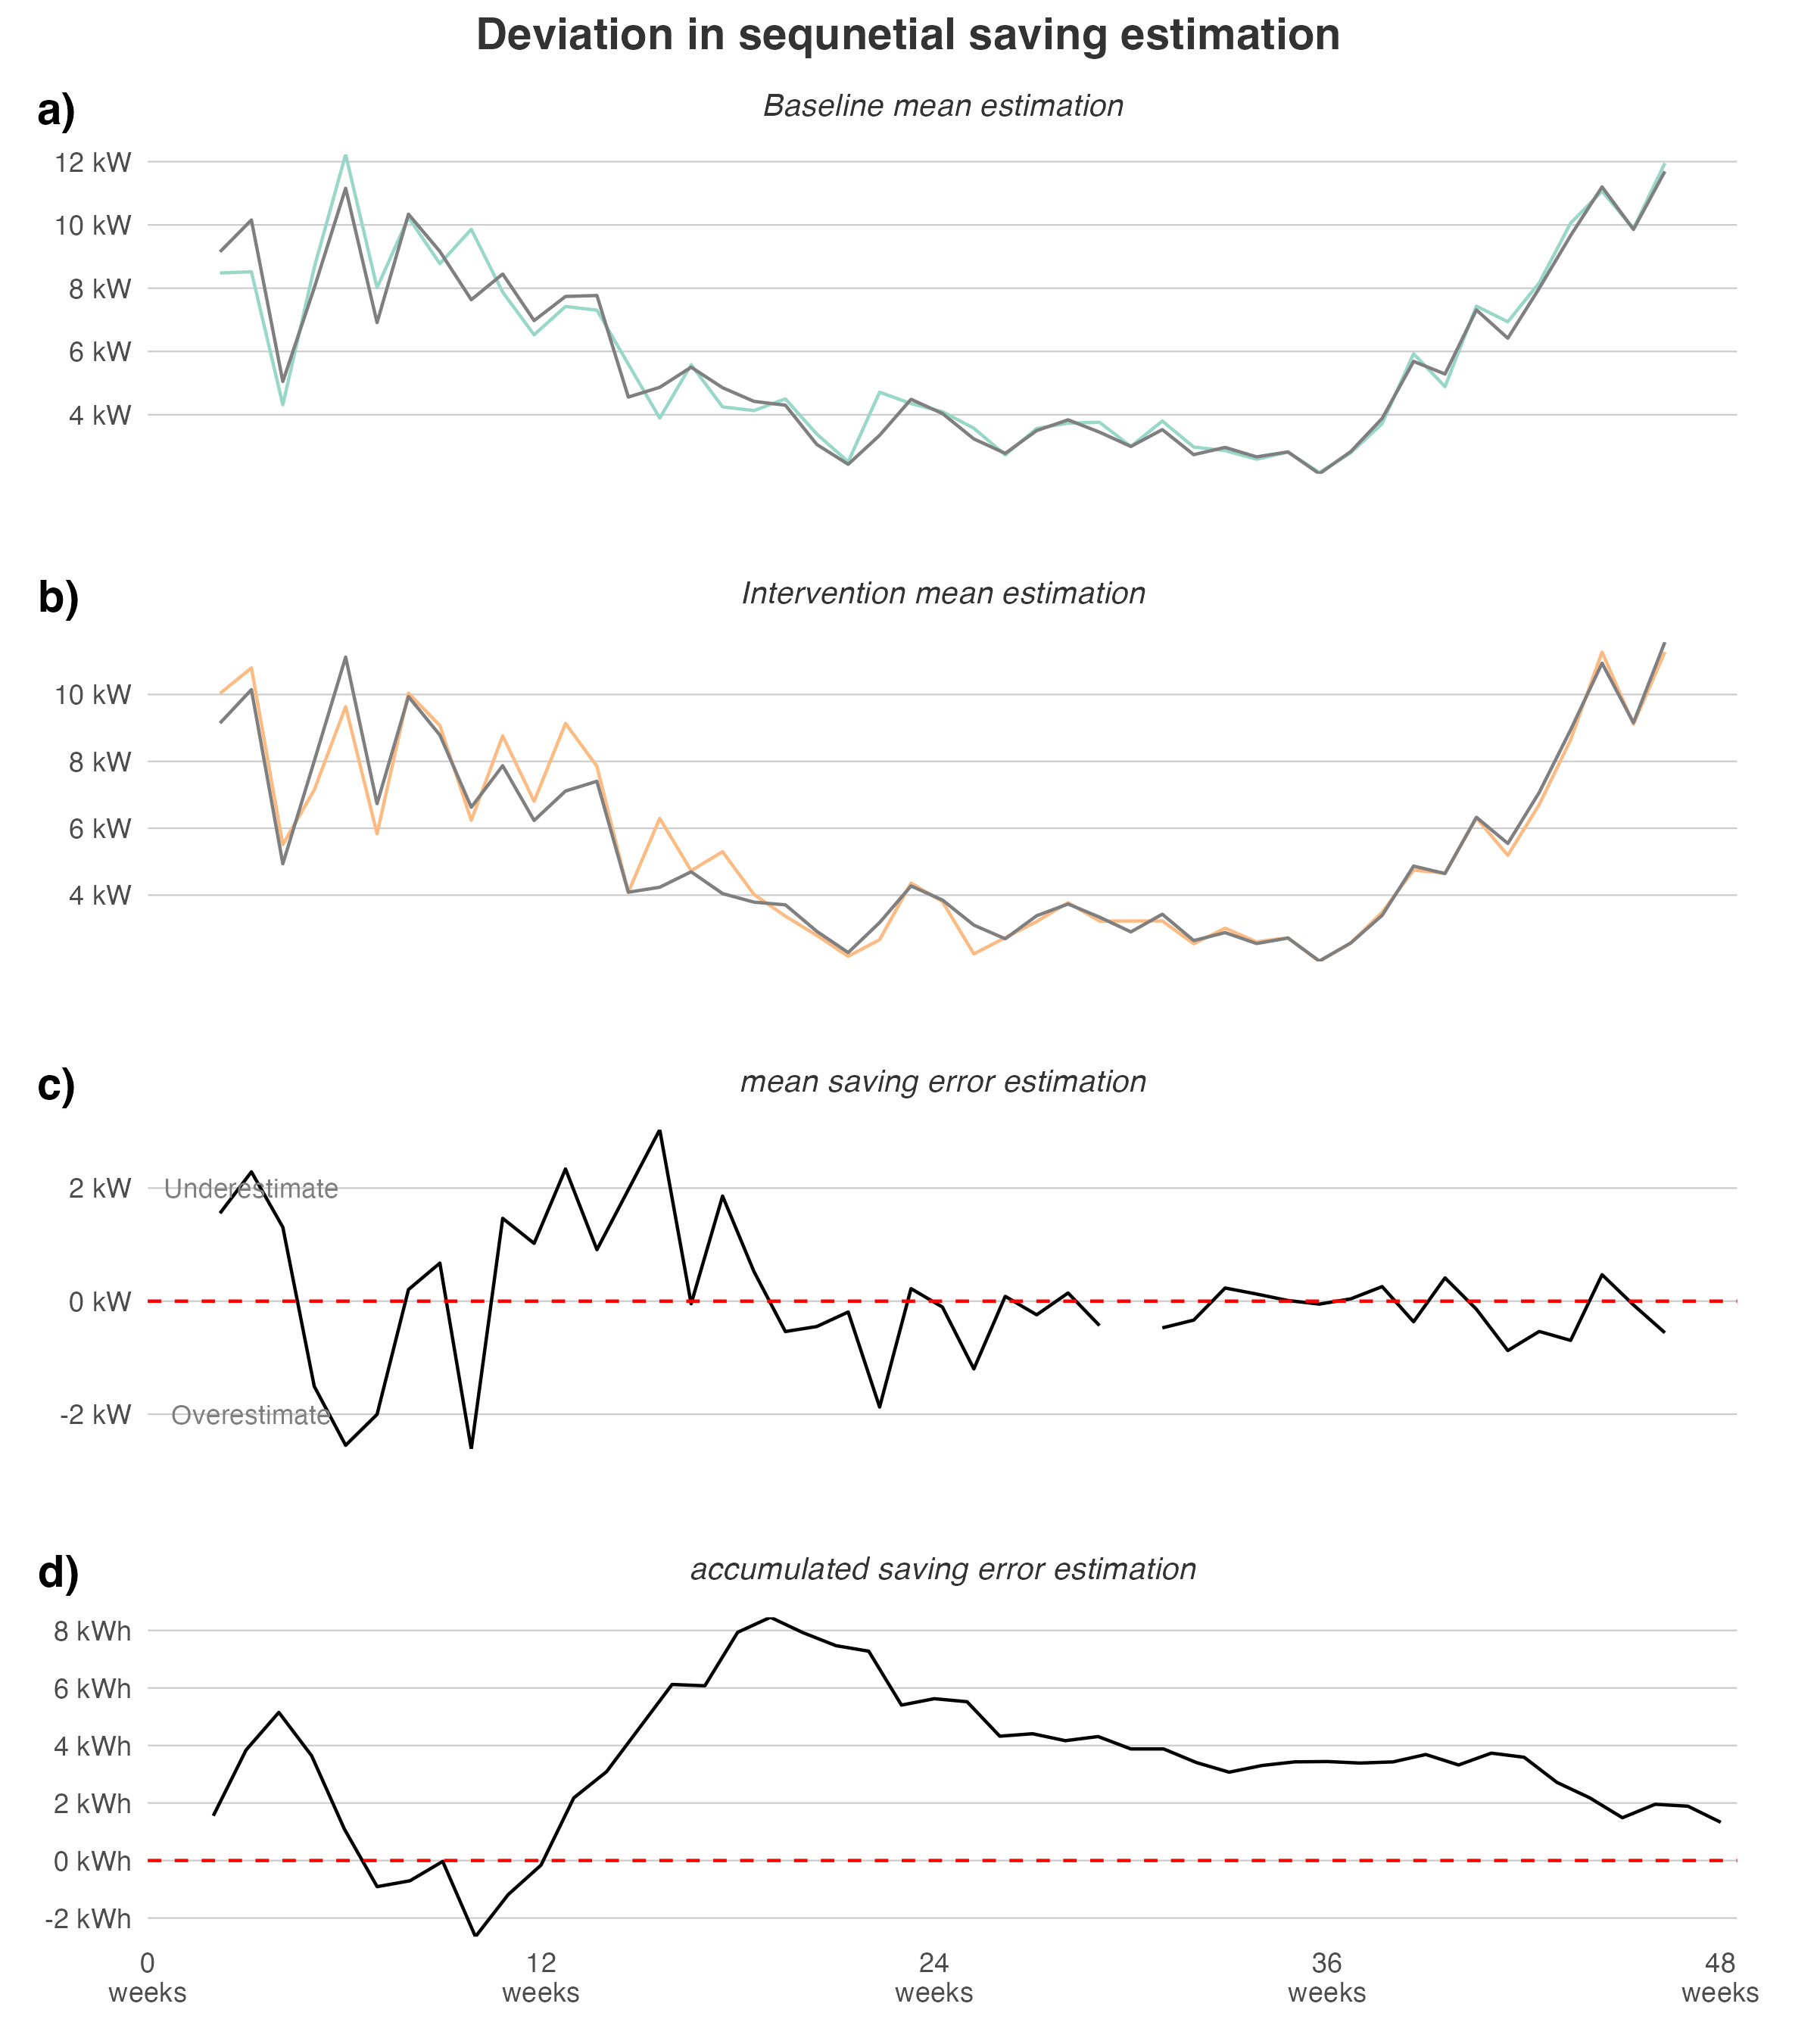 Deviation in sequnetial saving estimation
a)
Baseline mean estimation
12 kW
10 kW
8 kW
6 kW
4 kW
b)
Intervention mean estimation
10 kW
8 kW
6 kW
4 kW
c)
mean saving error estimation
2 kW
Underestimate
0 kW
-2 kW
Overestimate
d)
accumulated saving error estimation
8 kWh
6 kWh
4 kWh
2 kWh
0 kWh
-2 kWh
0 weeks
12 weeks
24 weeks
36 weeks
48 weeks